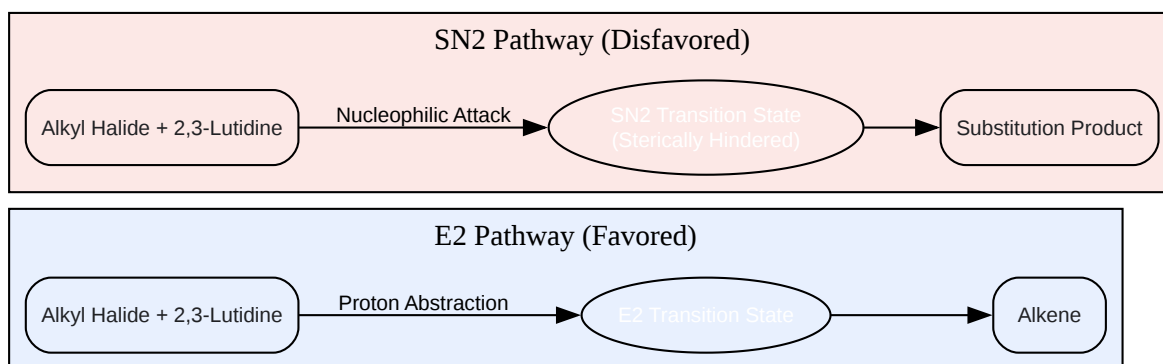 SN2 Pathway (Disfavored)
Alkyl Halide + 2,3-Lutidine
Nucleophilic Attack
SN2 Transition State
(Sterically Hindered)
Substitution Product
E2 Pathway (Favored)
Alkyl Halide + 2,3-Lutidine
Proton Abstraction
E2 Transition State
Alkene